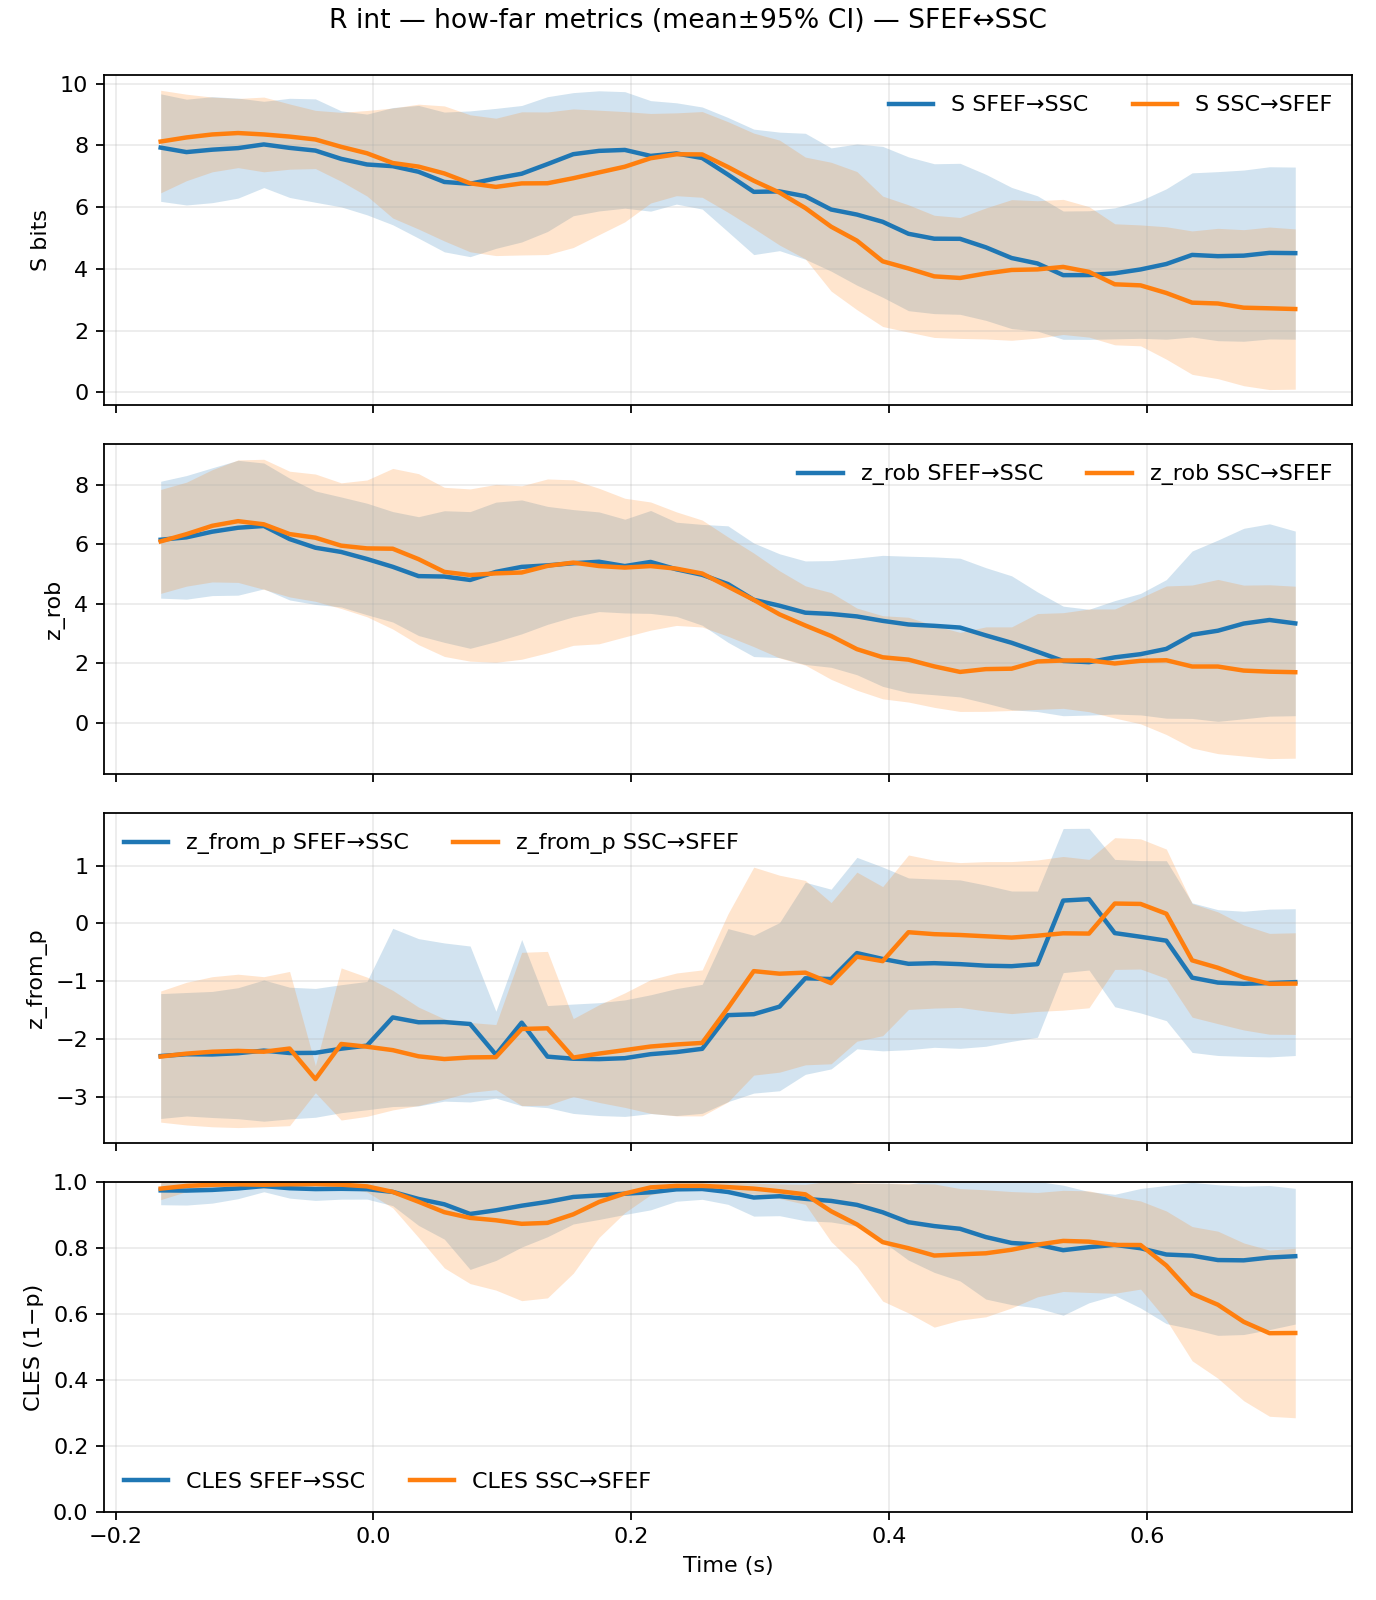 R int — how-far metrics (mean±95% CI) — SFEF↔SSC
10
8
6
4
2
0
S bits
S SFEF→SSC
S SSC→SFEF
8
6
4
2
0
z_rob
z_rob SFEF→SSC
z_rob SSC→SFEF
1
0
−1
−2
−3
z_from_p
z_from_p SFEF→SSC
z_from_p SSC→SFEF
1.0
0.8
0.6
0.4
0.2
0.0
CLES (1−p)
CLES SFEF→SSC
CLES SSC→SFEF
−0.2 0.0 0.2 0.4 0.6
Time (s)